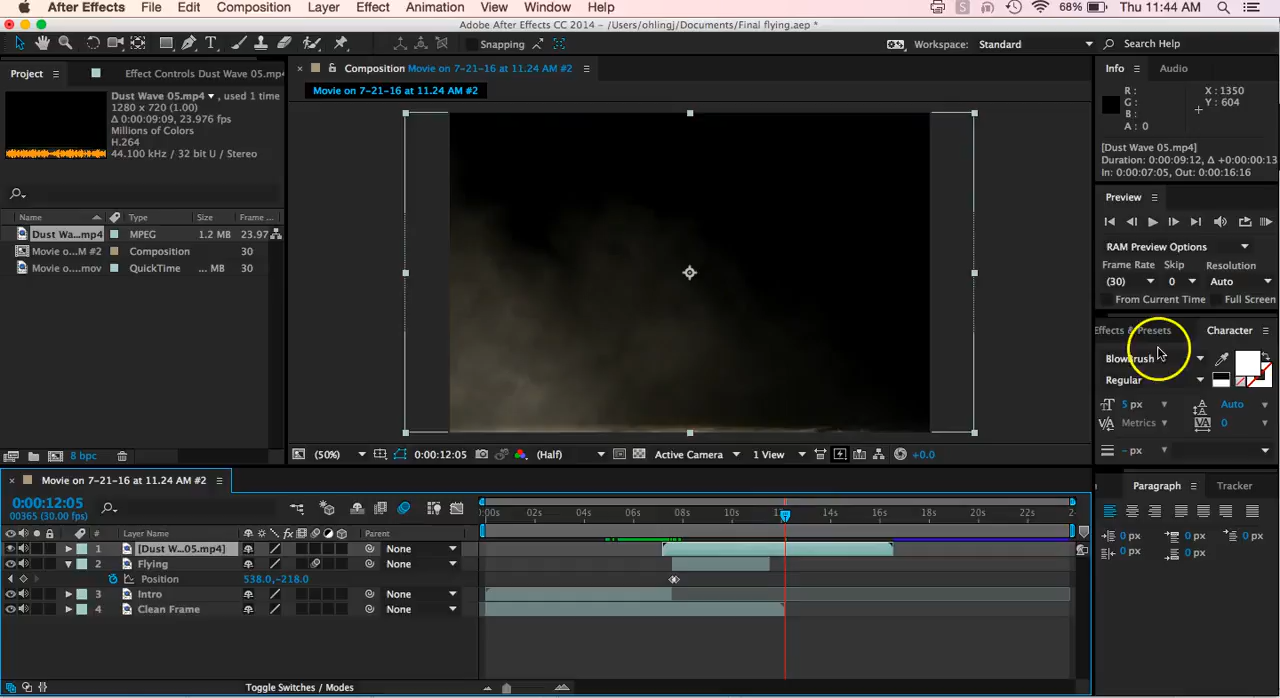 After Effects File Edit Composition Layer Effect Animation View Window Help 68% Thu 11:44 AM
Adobe After Effects CC 2014 - /Users/ohlingj/Documents/Final flying.aep *
Snapping Workspace: Standard Search Help
Project Effect Controls Dust Wave 05.mp4
Composition Movie on 7-21-16 at 11.24 AM #2
Info Audio
Movie on 7-21-16 at 11.24 AM #2
Dust Wave 05.mp4 , used 1 time
1280 x 720 (1.00)
Δ 0:00:09:09, 23.976 fps
Millions of Colors
H.264
44.100 kHz / 32 bit U / Stereo
R :
G :
B :
A : 0
X : 1350
Y : 604
[Dust Wave 05.mp4]
Duration: 0:00:09:12, Δ +0:00:00:13
In: 0:00:07:05, Out: 0:00:16:16
Preview
Name Type Size Frame ...
Dust Wa...mp4 MPEG 1.2 MB 23.97
Movie o...M #2 Composition 30
Movie o....mov QuickTime ... MB 30
RAM Preview Options
Frame Rate Skip Resolution
(30) 0 Auto
From Current Time Full Screen
Effects & Presets Character
BlowBrush
Regular
5 px Auto
Metrics 0
- px
8 bpc
(50%) 0:00:12:05 (Half) Active Camera 1 View +0.0
Movie on 7-21-16 at 11.24 AM #2
Paragraph Tracker
0:00:12:05
00365 (30.00 fps)
:00s 02s 04s 06s 08s 10s 12s 14s 16s 18s 20s 22s 2
# Layer Name Parent
1 [Dust W...05.mp4] None
2 Flying None
Position 538.0,-218.0
3 Intro None
4 Clean Frame None
0 px 0 px 0 px
0 px 0 px
Toggle Switches / Modes